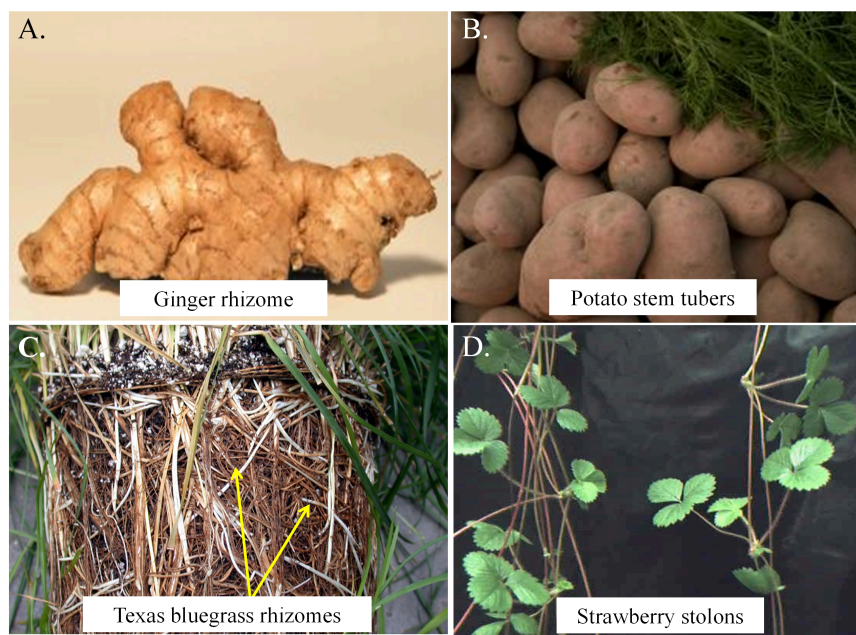 A.
B.
Ginger rhizome
Potato stem tubers
C.
D.
Texas bluegrass rhizomes
Strawberry stolons